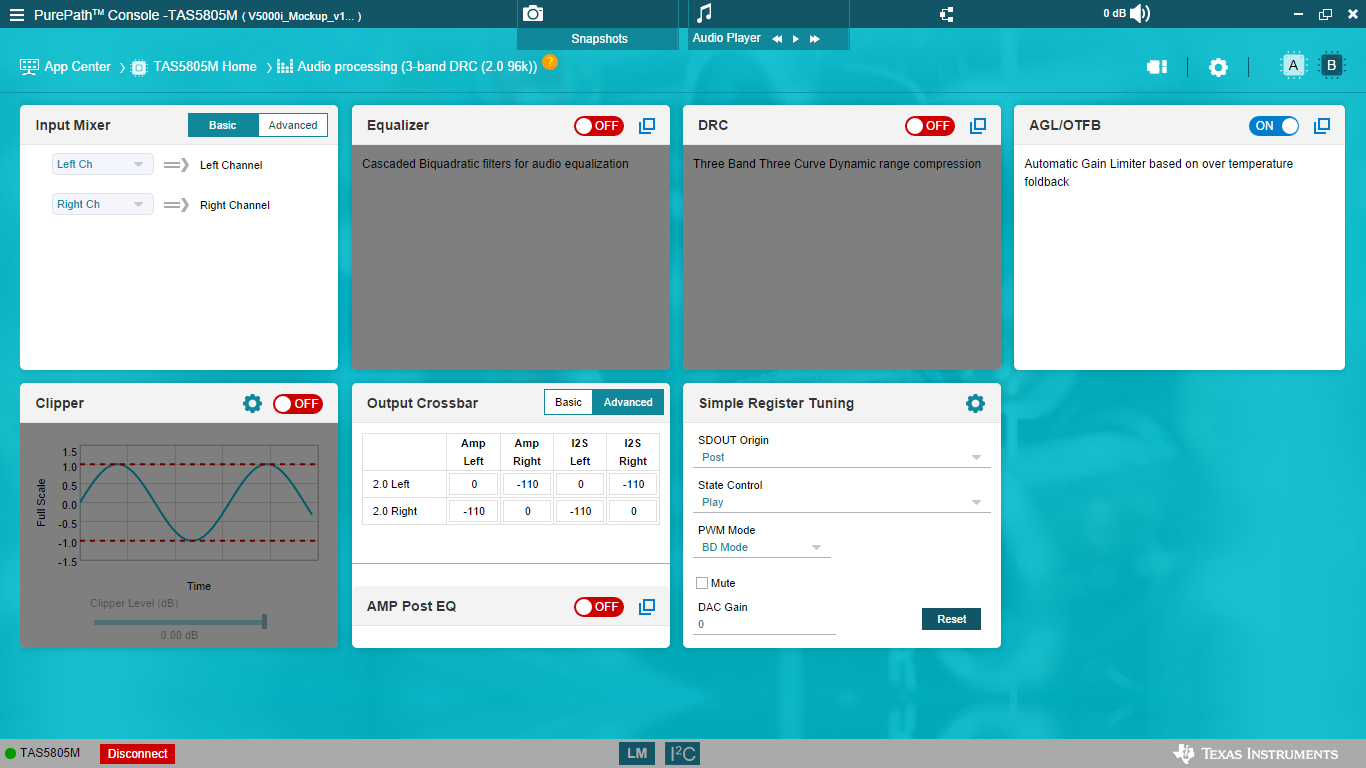 PurePath™ Console -TAS5805M ( V5000i_Mockup_v1... )
Snapshots
Audio Player
0 dB
App Center
TAS5805M Home
Audio processing (3-band DRC (2.0 96k))
?
A
B
Input Mixer
Basic
Advanced
Left Ch
Left Channel
Right Ch
Right Channel
Equalizer
OFF
Cascaded Biquadratic filters for audio equalization
DRC
OFF
Three Band Three Curve Dynamic range compression
AGL/OTFB
ON
Automatic Gain Limiter based on over temperature
foldback
Clipper
OFF
Full Scale
1.5
1.0
0.5
0.0
-0.5
-1.0
-1.5
Time
Clipper Level (dB)
0.00 dB
Output Crossbar
Basic
Advanced
Amp Left
Amp Right
I2S Left
I2S Right
2.0 Left 0 -110 0 -110
2.0 Right -110 0 -110 0
AMP Post EQ
OFF
Simple Register Tuning
SDOUT Origin
Post
State Control
Play
PWM Mode
BD Mode
Mute
DAC Gain
0
Reset
TAS5805M
Disconnect
LM
I²C
TEXAS INSTRUMENTS